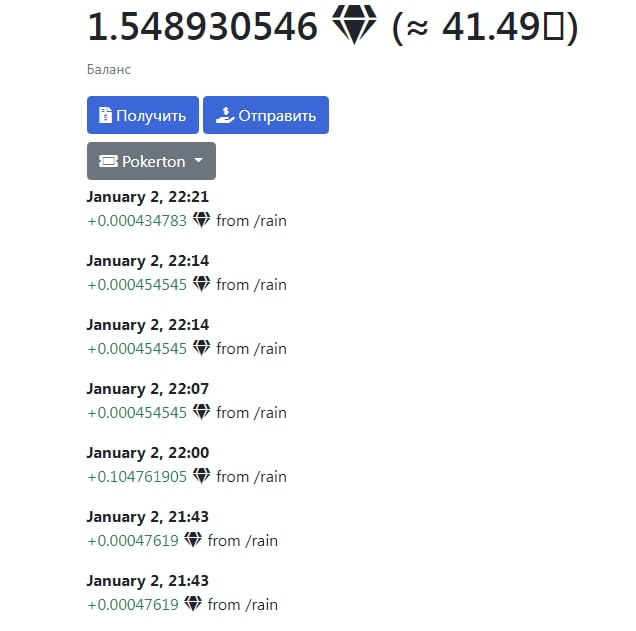 1.548930546 💎 (≈ 41.49▯)
Баланс
Получить Отправить
Pokerton
January 2, 22:21
+0.000434783 💎 from /rain
January 2, 22:14
+0.000454545 💎 from /rain
January 2, 22:14
+0.000454545 💎 from /rain
January 2, 22:07
+0.000454545 💎 from /rain
January 2, 22:00
+0.104761905 💎 from /rain
January 2, 21:43
+0.00047619 💎 from /rain
January 2, 21:43
+0.00047619 💎 from /rain